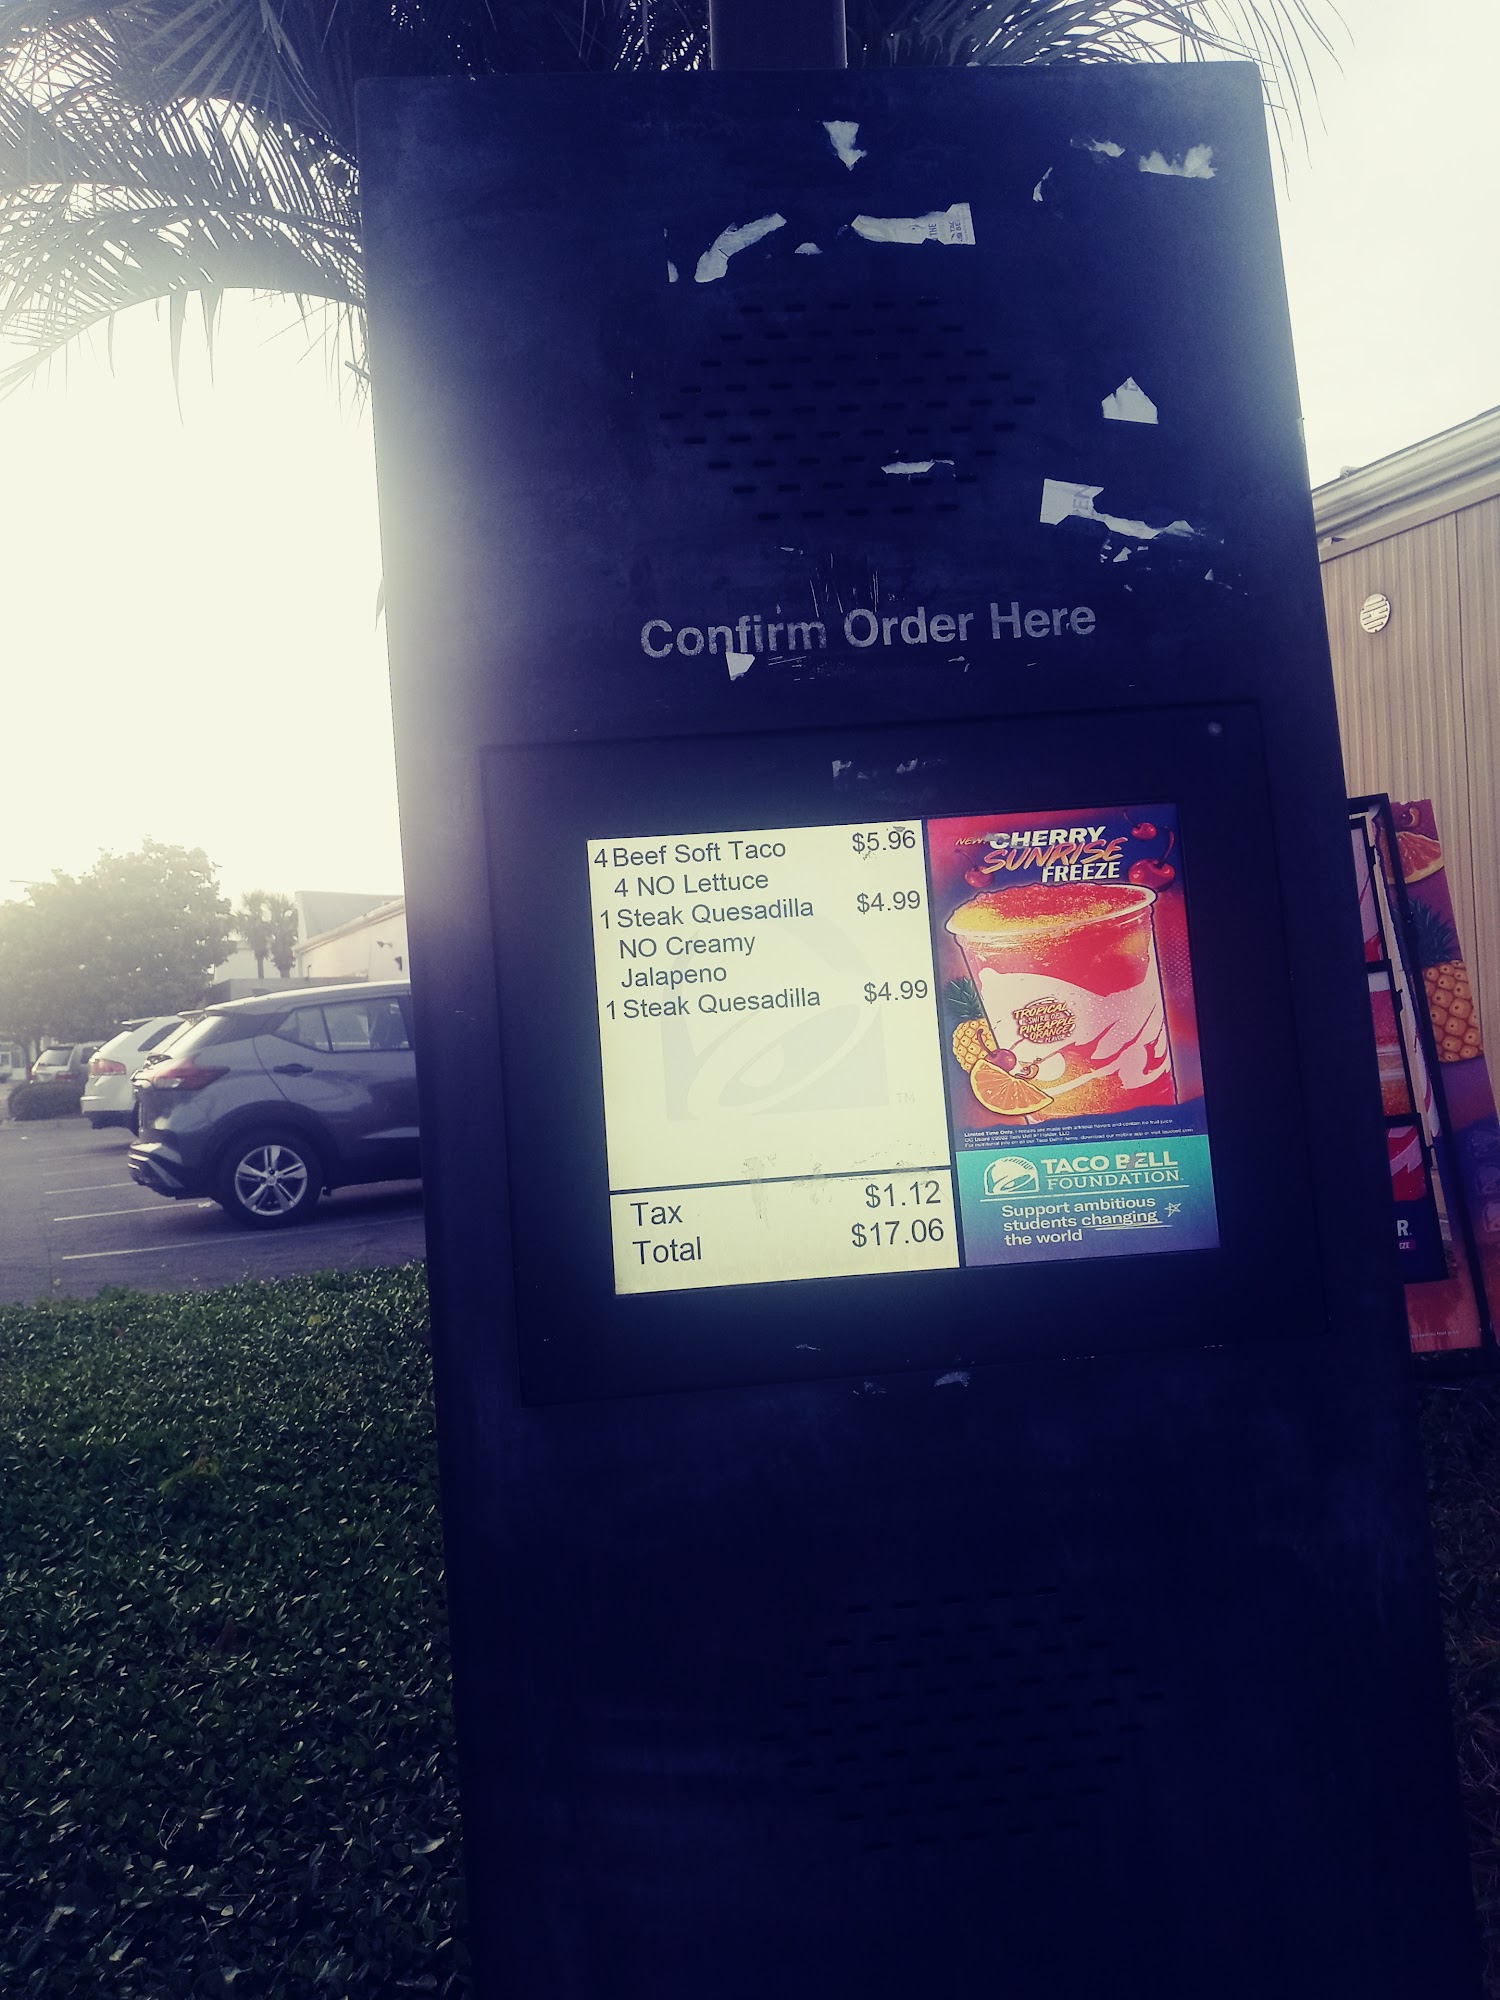 Confirm Order Here
4 Beef Soft Taco $5.96
4 NO Lettuce
1 Steak Quesadilla $4.99
NO Creamy
Jalapeno
1 Steak Quesadilla $4.99
TM
Tax $1.12
Total $17.06
NEW! CHERRY
SUNRISE
FREEZE
TROPICAL
PINEAPPLE
ORANGE
TACO BELL
FOUNDATION
Support ambitious
students changing
the world